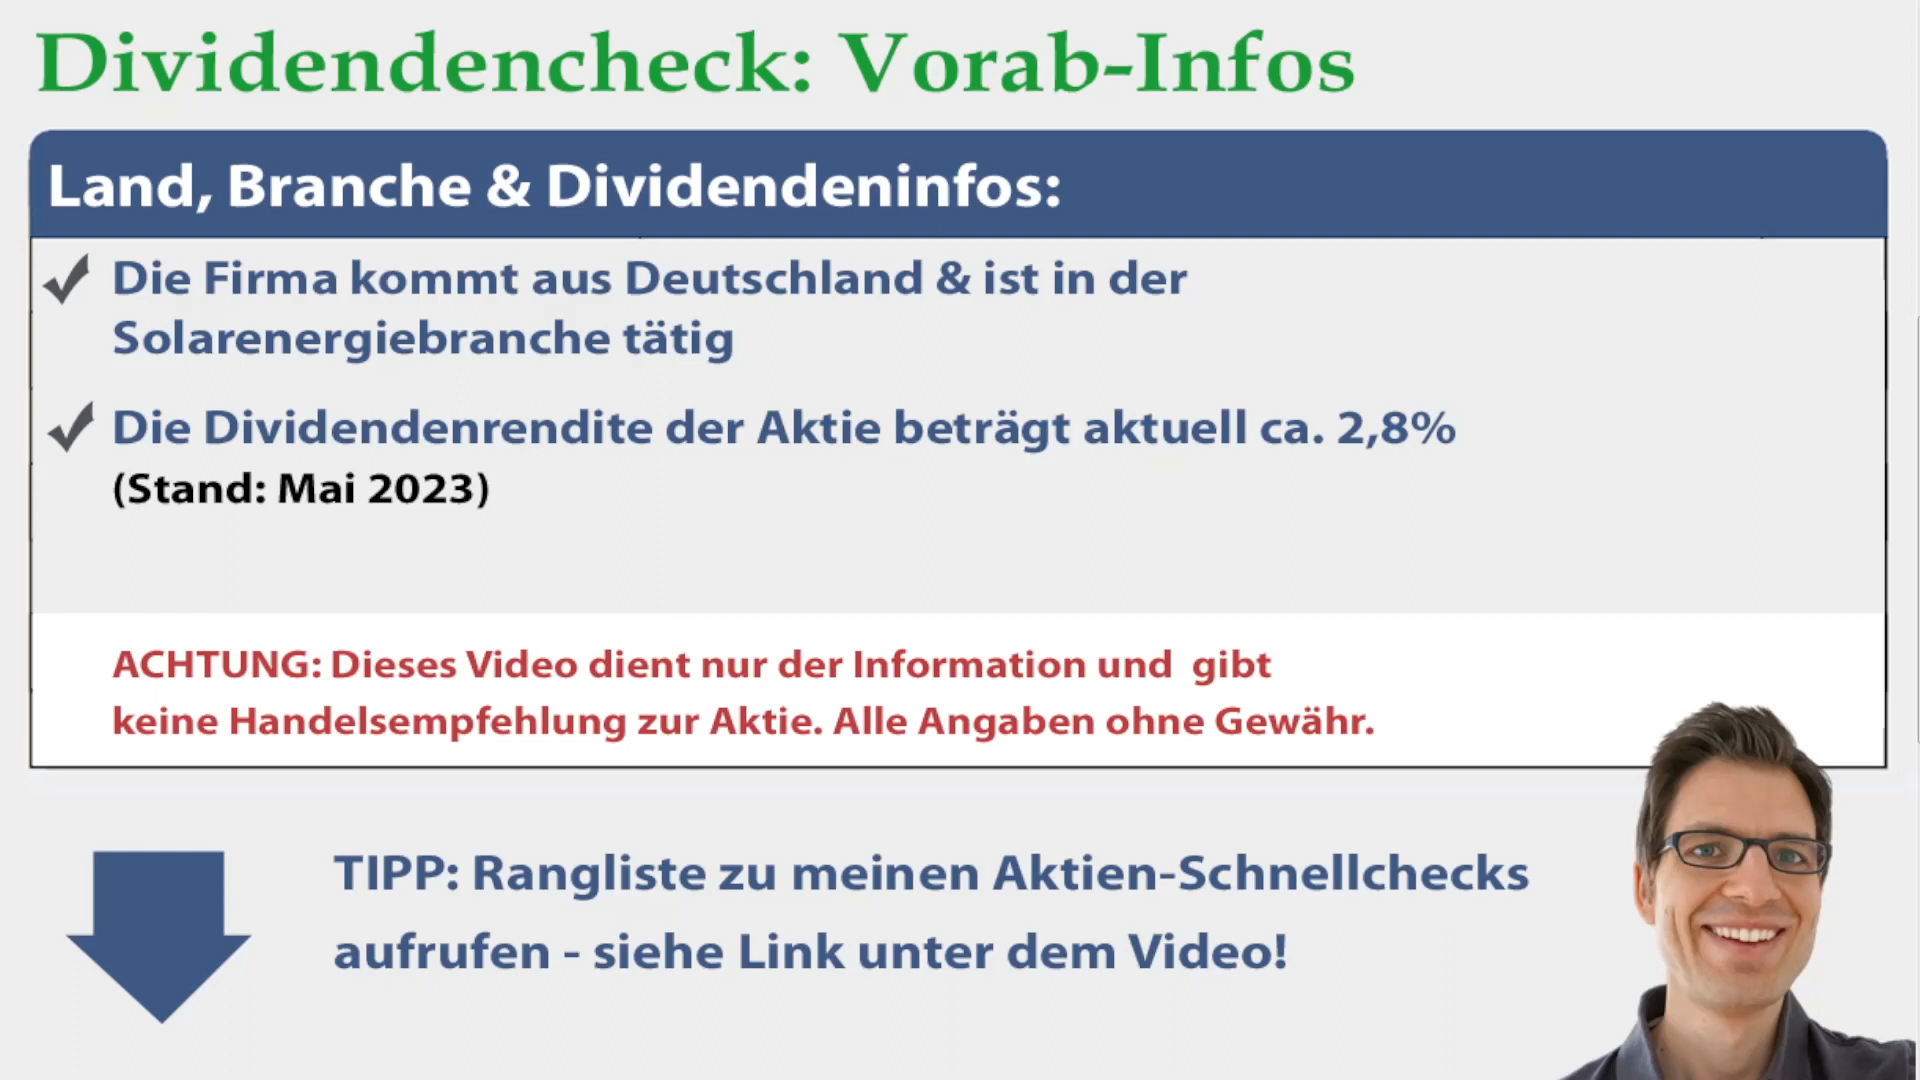 Dividendencheck: Vorab-Infos
Land, Branche & Dividendeninfos:
Die Firma kommt aus Deutschland & ist in der
Solarenergiebranche tätig
Die Dividendenrendite der Aktie beträgt aktuell ca. 2,8%
(Stand: Mai 2023)
ACHTUNG: Dieses Video dient nur der Information und gibt
keine Handelsempfehlung zur Aktie. Alle Angaben ohne Gewähr.
TIPP: Rangliste zu meinen Aktien-Schnellchecks
aufrufen - siehe Link unter dem Video!